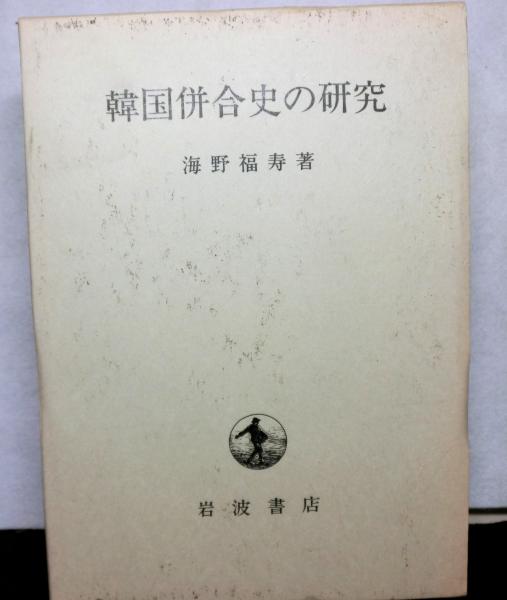 韓国併合史の研究
海野福寿著
岩波書店